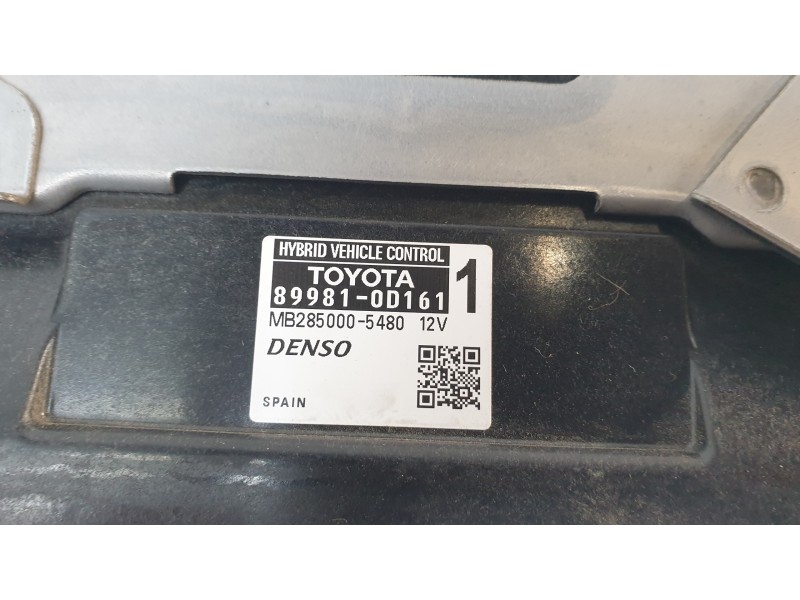 HYBRID VEHICLE CONTROL
TOYOTA 1
89981-0D161
MB285000-5480 12V
DENSO
SPAIN